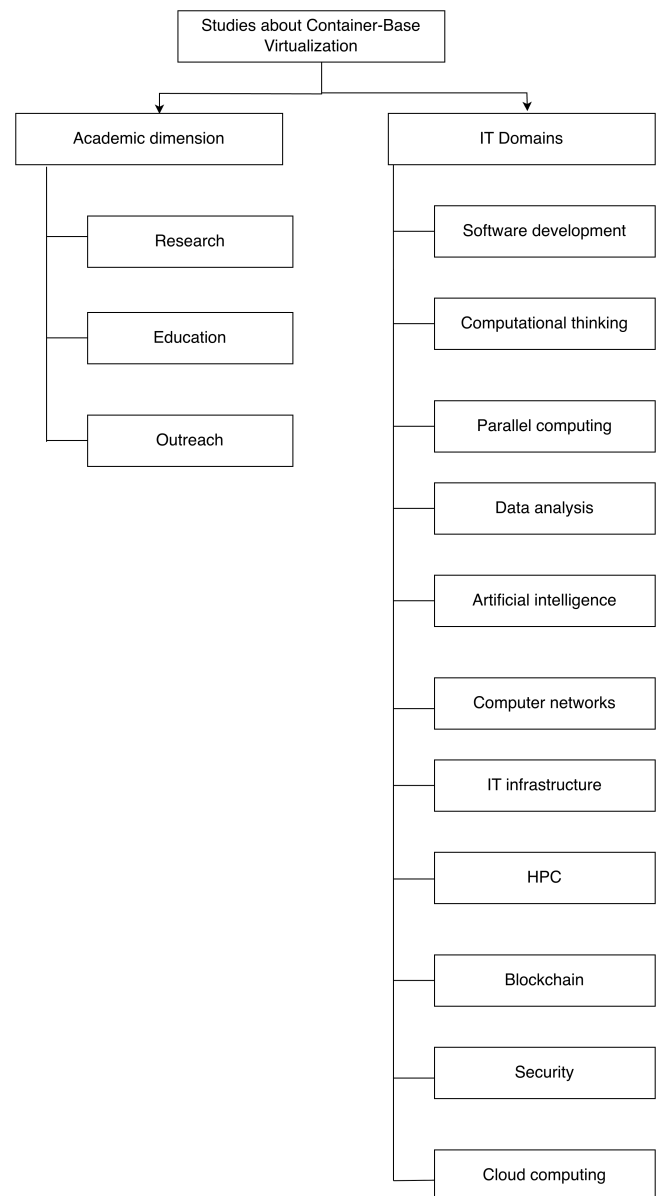 Studies about Container-Base
Virtualization
Academic dimension
IT Domains
Research
Education
Outreach
Software development
Computational thinking
Parallel computing
Data analysis
Artificial intelligence
Computer networks
IT infrastructure
HPC
Blockchain
Security
Cloud computing